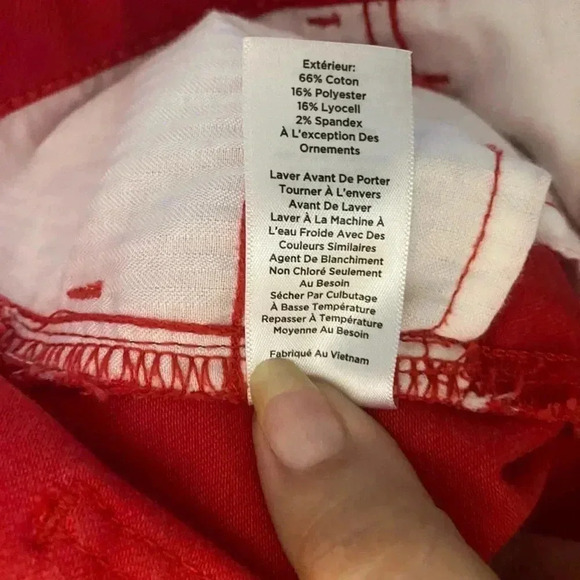 Extérieur:
66% Coton
16% Polyester
16% Lyocell
2% Spandex
À L'exception Des
Ornements
Laver Avant De Porter
Tourner À L'envers
Avant De Laver
Laver À La Machine À
L'eau Froide Avec Des
Couleurs Similaires
Agent De Blanchiment
Non Chloré Seulement
Au Besoin
Sécher Par Culbutage
À Basse Température
Repasser À Température
Moyenne Au Besoin
Fabriqué Au Vietnam